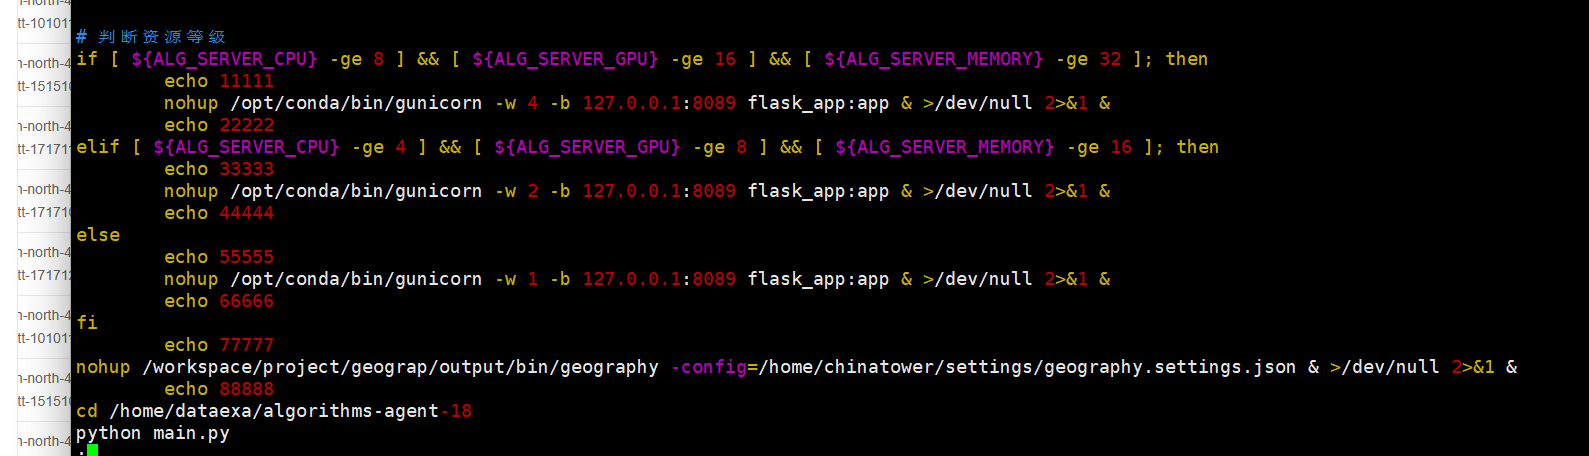 # 判断资源等级
if [ ${ALG_SERVER_CPU} -ge 8 ] && [ ${ALG_SERVER_GPU} -ge 16 ] && [ ${ALG_SERVER_MEMORY} -ge 32 ]; then
echo 11111
nohup /opt/conda/bin/gunicorn -w 4 -b 127.0.0.1:8089 flask_app:app & >/dev/null 2>&1 &
echo 22222
elif [ ${ALG_SERVER_CPU} -ge 4 ] && [ ${ALG_SERVER_GPU} -ge 8 ] && [ ${ALG_SERVER_MEMORY} -ge 16 ]; then
echo 33333
nohup /opt/conda/bin/gunicorn -w 2 -b 127.0.0.1:8089 flask_app:app & >/dev/null 2>&1 &
echo 44444
else
echo 55555
nohup /opt/conda/bin/gunicorn -w 1 -b 127.0.0.1:8089 flask_app:app & >/dev/null 2>&1 &
echo 66666
fi
echo 77777
nohup /workspace/project/geograp/output/bin/geography -config=/home/chinatower/settings/geography.settings.json & >/dev/null 2>&1 &
echo 88888
cd /home/dataexa/algorithms-agent-18
python main.py
:
tt-10101
n-north-4
tt-15151
n-north-4
tt-17171
n-north-4
tt-17171
n-north-4
tt-17171
n-north-4
tt-10101
n-north-4
tt-15151
n-north-4